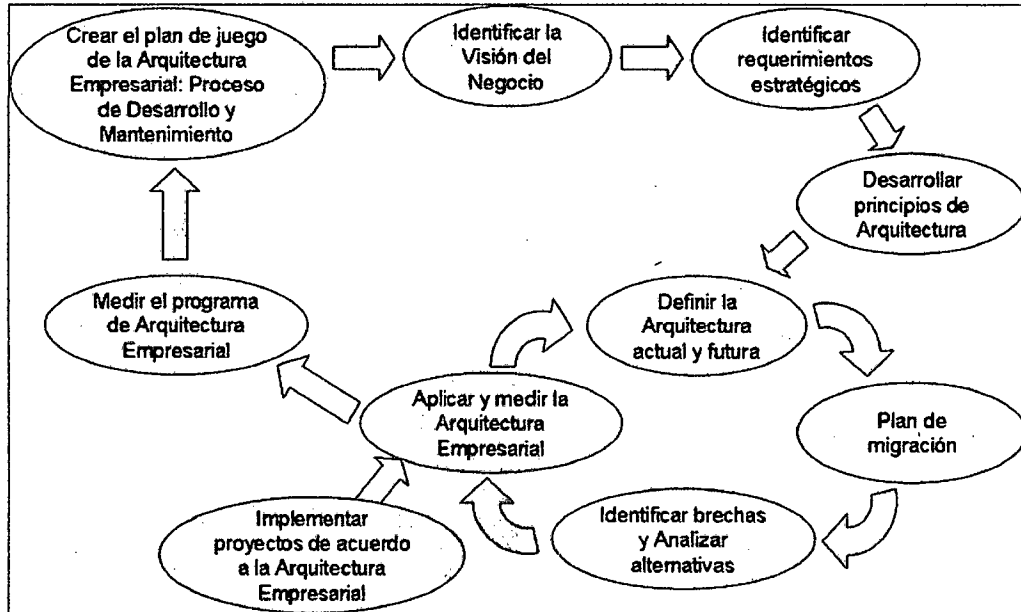 Crear el plan de juego
de la Arquitectura
Empresarial: Proceso
de Desarrollo y
Mantenimiento
Identificar la
Visión del
Negocio
Identificar
requerimientos
estratégicos
Desarrollar
principios de
Arquitectura
Definir la
Arquitectura
actual y futura
Plan de
migración
Identificar brechas
y Analizar
alternativas
Aplicar y medir la
Arquitectura
Empresarial
Implementar
proyectos de acuerdo
a la Arquitectura
Empresarial
Medir el programa
de Arquitectura
Empresarial